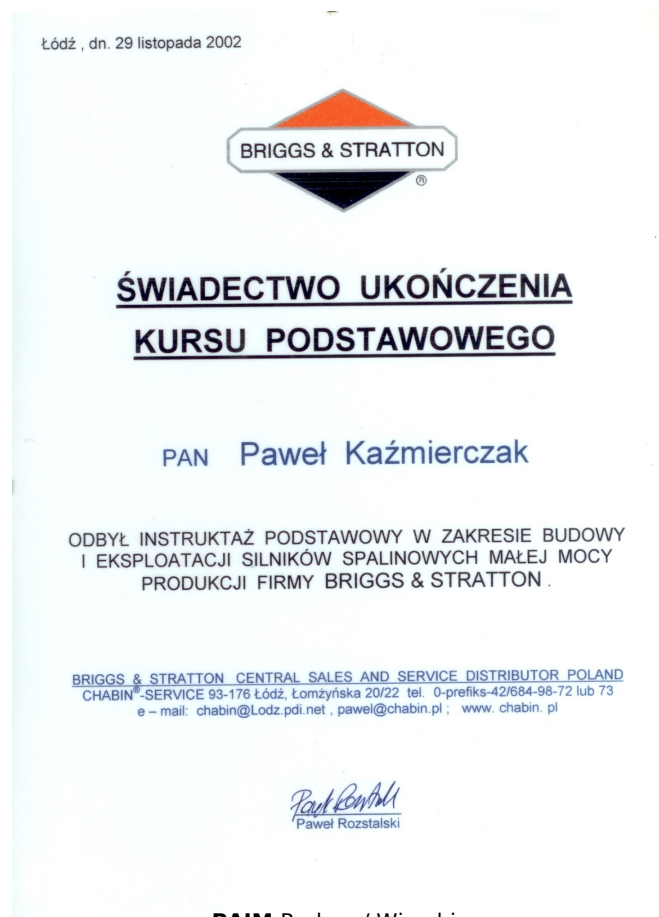 Łódź , dn. 29 listopada 2002
BRIGGS & STRATTON
®
ŚWIADECTWO UKOŃCZENIA
KURSU PODSTAWOWEGO
PAN Paweł Kaźmierczak
ODBYŁ INSTRUKTAŻ PODSTAWOWY W ZAKRESIE BUDOWY
I EKSPLOATACJI SILNIKÓW SPALINOWYCH MAŁEJ MOCY
PRODUKCJI FIRMY BRIGGS & STRATTON .
BRIGGS & STRATTON CENTRAL SALES AND SERVICE DISTRIBUTOR POLAND
CHABIN®-SERVICE 93-176 Łódź, Łomżyńska 20/22 tel. 0-prefiks-42/684-98-72 lub 73
e – mail: chabin@Lodz.pdi.net , pawel@chabin.pl ; www. chabin. pl
Paweł Rozstalski